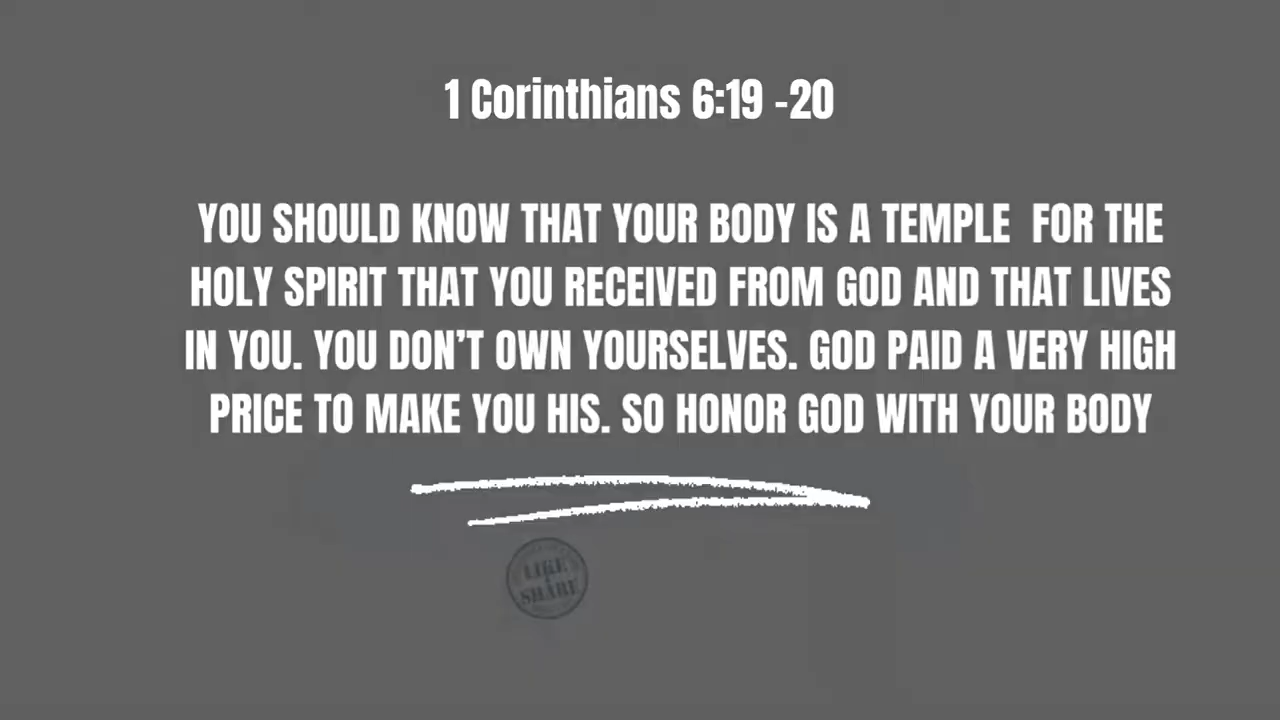 1 Corinthians 6:19 -20
YOU SHOULD KNOW THAT YOUR BODY IS A TEMPLE FOR THE
HOLY SPIRIT THAT YOU RECEIVED FROM GOD AND THAT LIVES
IN YOU. YOU DON’T OWN YOURSELVES. GOD PAID A VERY HIGH
PRICE TO MAKE YOU HIS. SO HONOR GOD WITH YOUR BODY
LIKE
SHARE